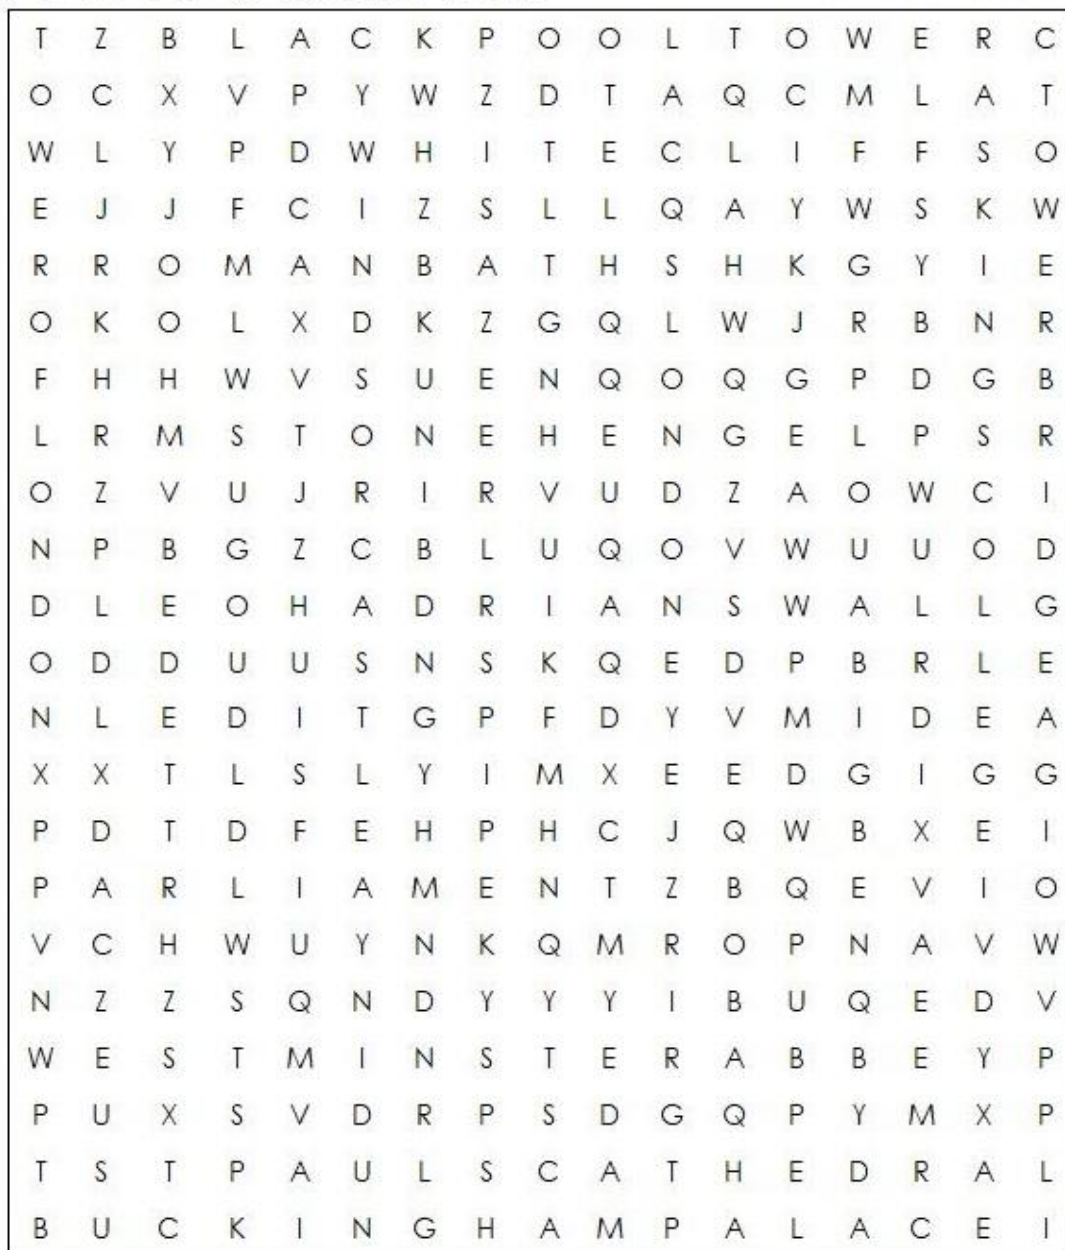 T Z B L A C K P O O L T O W E R C
O C X V P Y W Z D T A Q C M L A T
W L Y P D W H I T E C L I F F S O
E J J F C I Z S L L Q A Y W S K W
R R O M A N B A T H S H K G Y I E
O K O L X D K Z G Q L W J R B N R
F H H W V S U E N Q O Q G P D G B
L R M S T O N E H E N G E L P S R
O Z V U J R I R V U D Z A O W C I
N P B G Z C B L U Q O V W U U O D
D L E O H A D R I A N S W A L L G
O D D U U S N S K Q E D P B R L E
N L E D I T G P F D Y V M I D E A
X X T L S L Y I M X E E D G I G G
P D T D F E H P H C J Q W B X E I
P A R L I A M E N T Z B Q E V I O
V C H W U Y N K Q M R O P N A V W
N Z Z S Q N D Y Y Y I B U Q E D V
W E S T M I N S T E R A B B E Y P
P U X S V D R P S D G Q P Y M X P
T S T P A U L S C A T H E D R A L
B U C K I N G H A M P A L A C E I